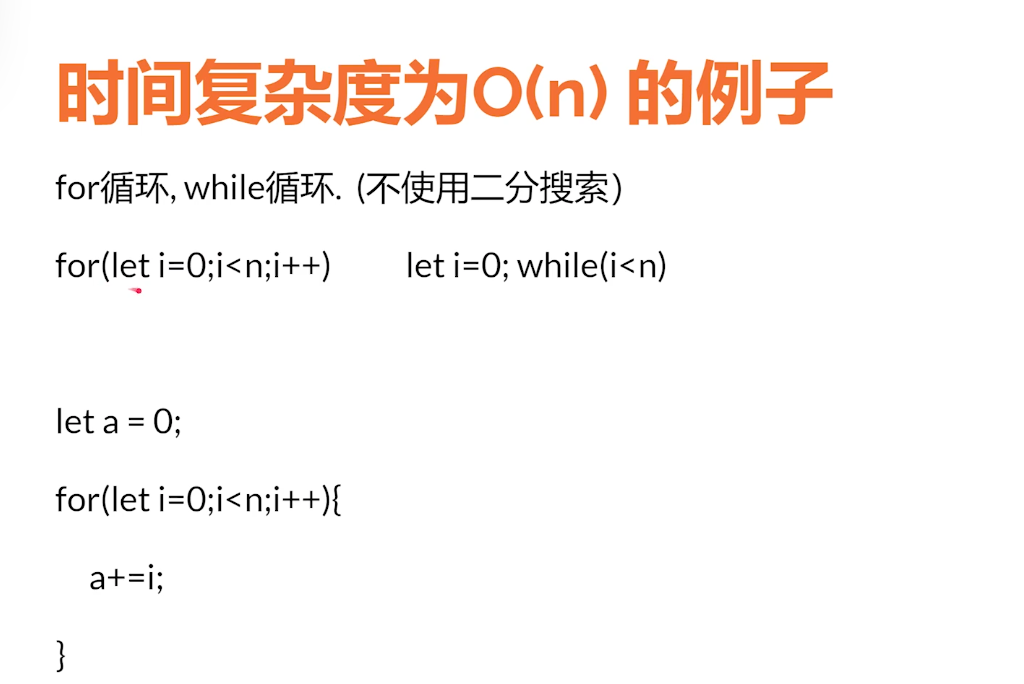 时间复杂度为O(n) 的例子
for循环, while循环. (不使用二分搜索)
for(let i=0;i<n;i++) let i=0; while(i<n)
let a = 0;
for(let i=0;i<n;i++){
a+=i;
}